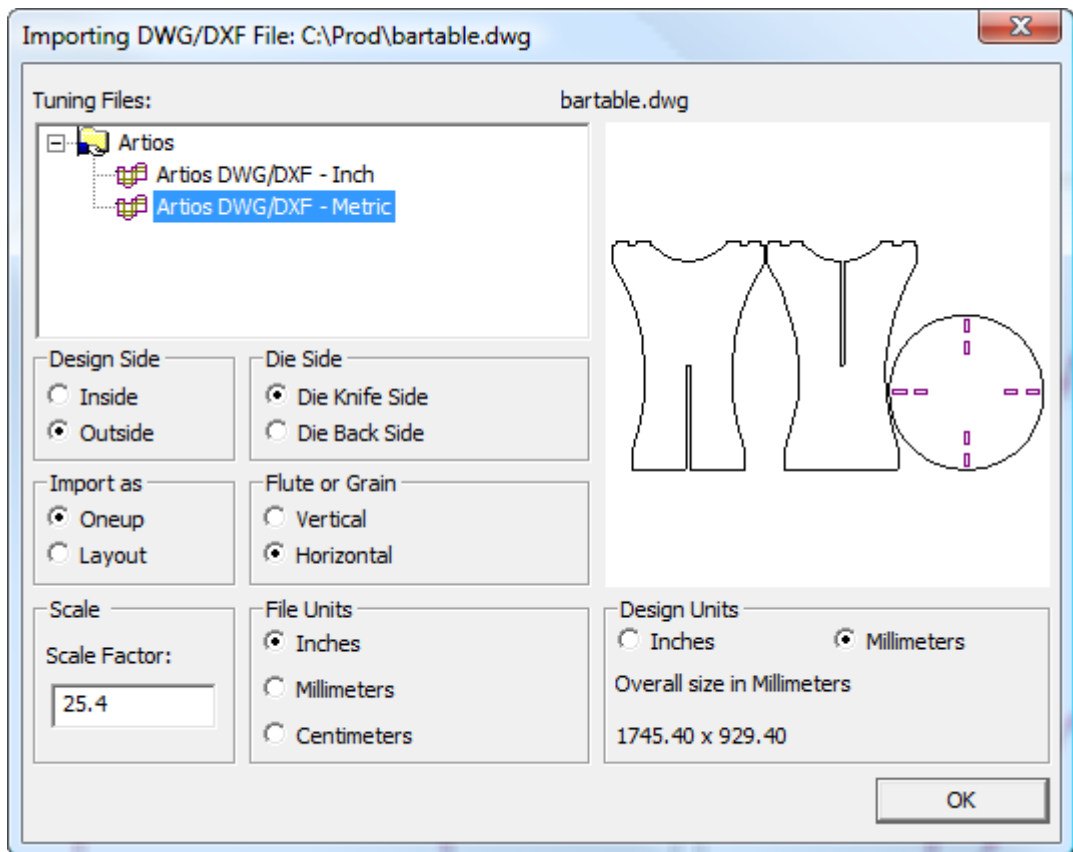 Importing DWG/DXF File: C:\Prod\bartable.dwg
Tuning Files:
bartable.dwg
Artios
Artios DWG/DXF - Inch
Artios DWG/DXF - Metric
Design Side
Inside
Outside
Die Side
Die Knife Side
Die Back Side
Import as
Oneup
Layout
Flute or Grain
Vertical
Horizontal
Scale
Scale Factor:
25.4
File Units
Inches
Millimeters
Centimeters
Design Units
Inches
Millimeters
Overall size in Millimeters
1745.40 x 929.40
OK